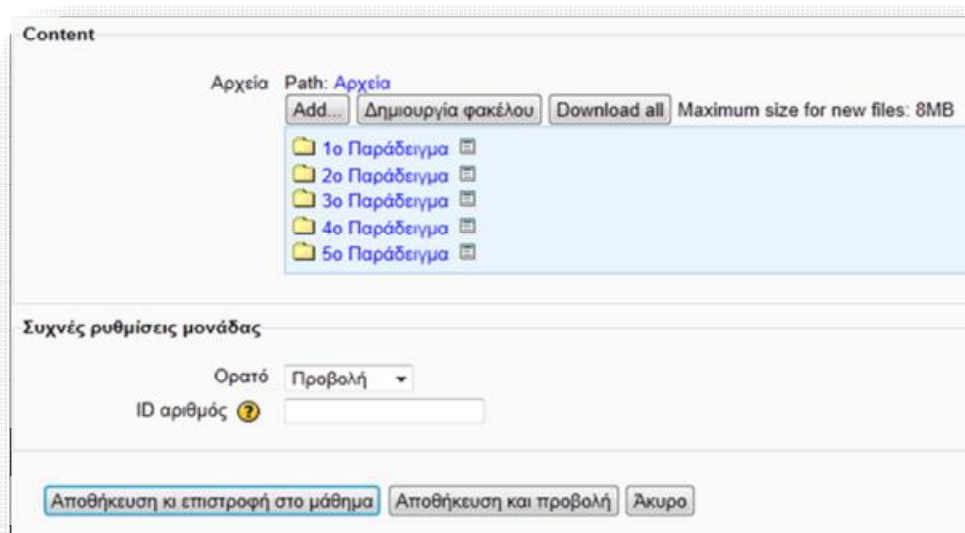 Content
Αρχεία Path: Αρχεία
Add... Δημιουργία φακέλου Download all Maximum size for new files: 8MB
1ο Παράδειγμα
2ο Παράδειγμα
3ο Παράδειγμα
4ο Παράδειγμα
5ο Παράδειγμα
Συχνές ρυθμίσεις μονάδας
Ορατό Προβολή
ID αριθμός ?
Αποθήκευση κι επιστροφή στο μάθημα Αποθήκευση και προβολή Άκυρο